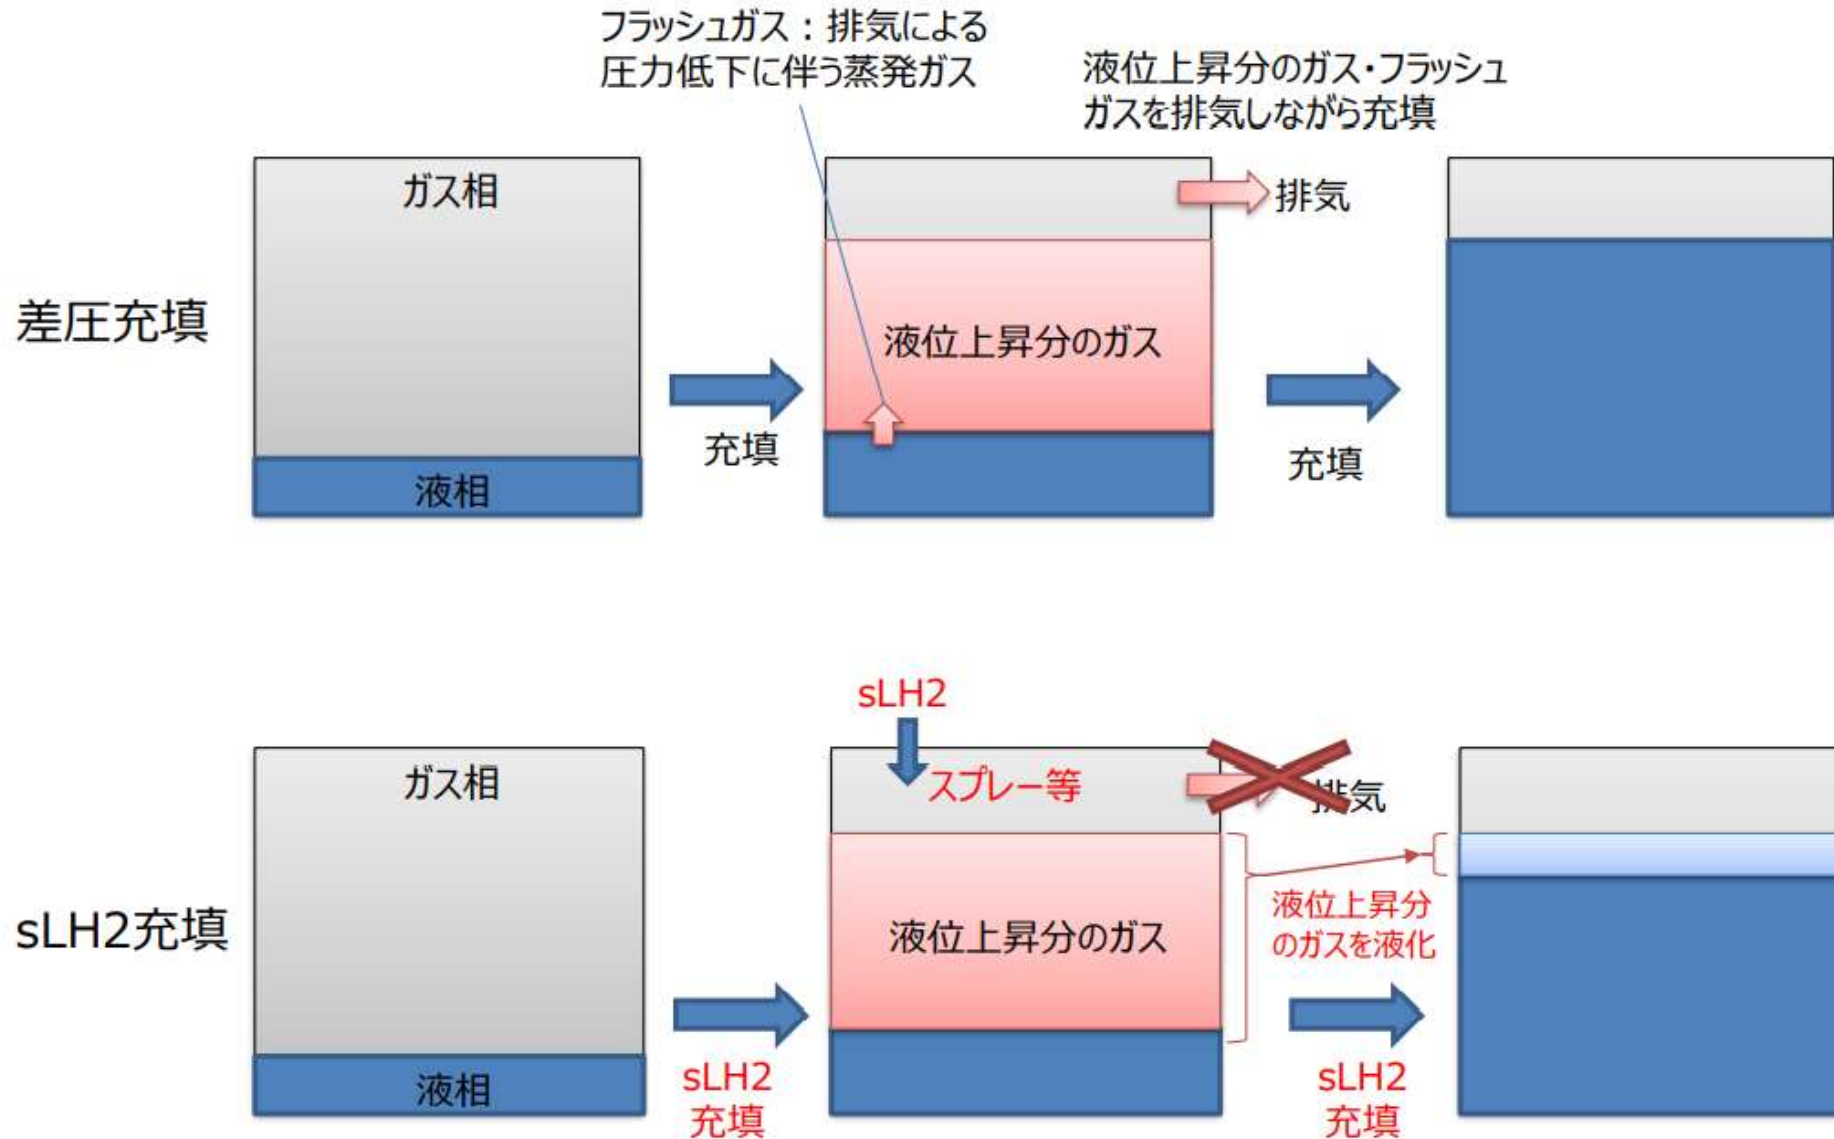 フラッシュガス：排気による
圧力低下に伴う蒸発ガス
液位上昇分のガス・フラッシュ
ガスを排気しながら充填
差圧充填
ガス相
液相
充填
液位上昇分のガス
排気
充填
sLH2充填
ガス相
液相
sLH2
充填
sLH2
スプレー等
排気
液位上昇分のガス
液位上昇分
のガスを液化
sLH2
充填